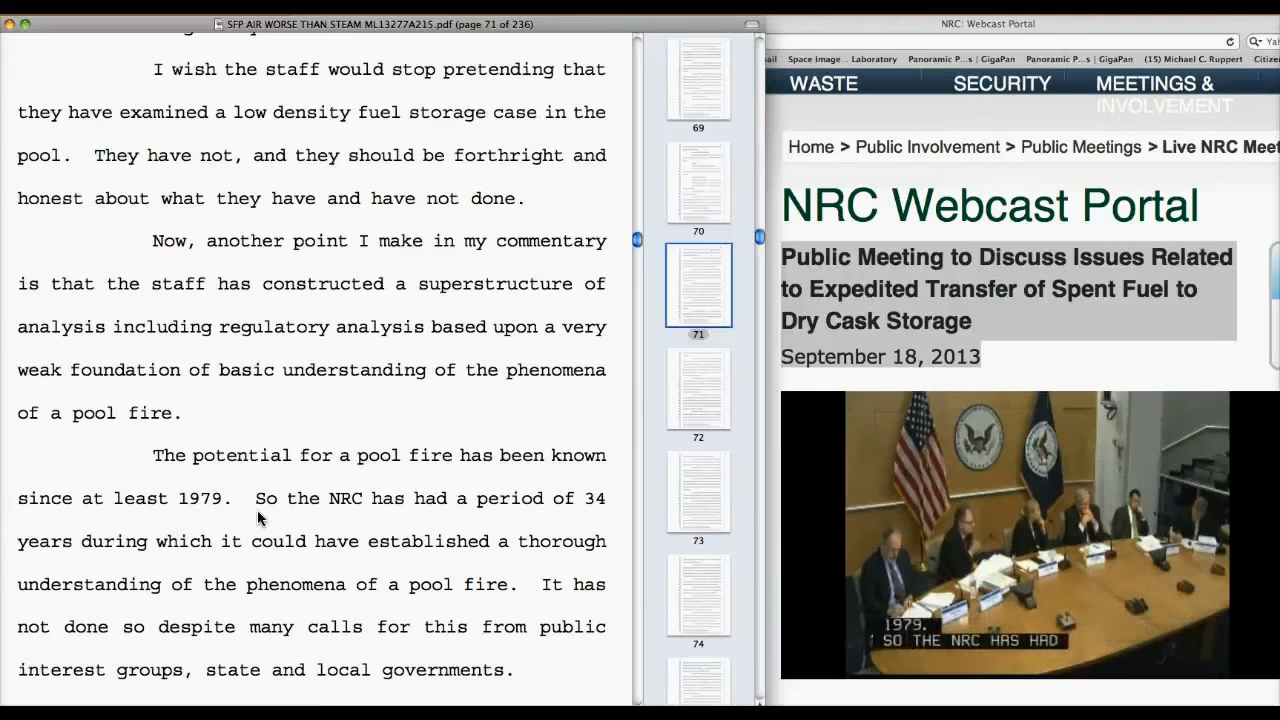 SFP AIR WORSE THAN STEAM ML13277A215.pdf (page 71 of 236)
I wish the staff would stop pretending that
they have examined a low density fuel storage case in the
pool. They have not, and they should be forthright and
honest about what they have and have not done.
Now, another point I make in my commentary
is that the staff has constructed a superstructure of
analysis including regulatory analysis based upon a very
weak foundation of basic understanding of the phenomena
of a pool fire.
The potential for a pool fire has been known
since at least 1979. So the NRC has had a period of 34
years during which it could have established a thorough
understanding of the phenomena of a pool fire. It has
not done so despite many calls for this from public
interest groups, state and local governments.
69
70
71
72
73
74
NRC: Webcast Portal
Yal
ail Space Imag... Laboratory Panoramic P...s | GigaPan Panoramic P...s | GigaPan (15) Michael C. Ruppert Citize
WASTE SECURITY MEETINGS &
INVOLVEMENT
Home > Public Involvement > Public Meetings > Live NRC Meet
NRC Webcast Portal
Public Meeting to Discuss Issues Related
to Expedited Transfer of Spent Fuel to
Dry Cask Storage
September 18, 2013
1979.
SO THE NRC HAS HAD